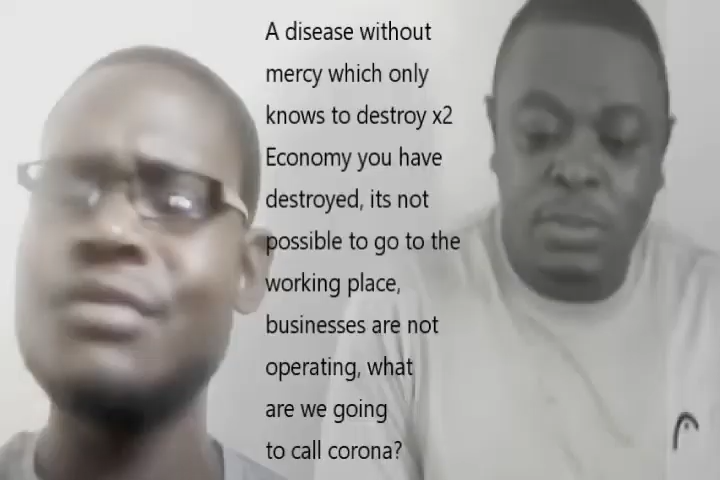 A disease without
mercy which only
knows to destroy x2
Economy you have
destroyed, its not
possible to go to the
working place,
businesses are not
operating, what
are we going
to call corona?